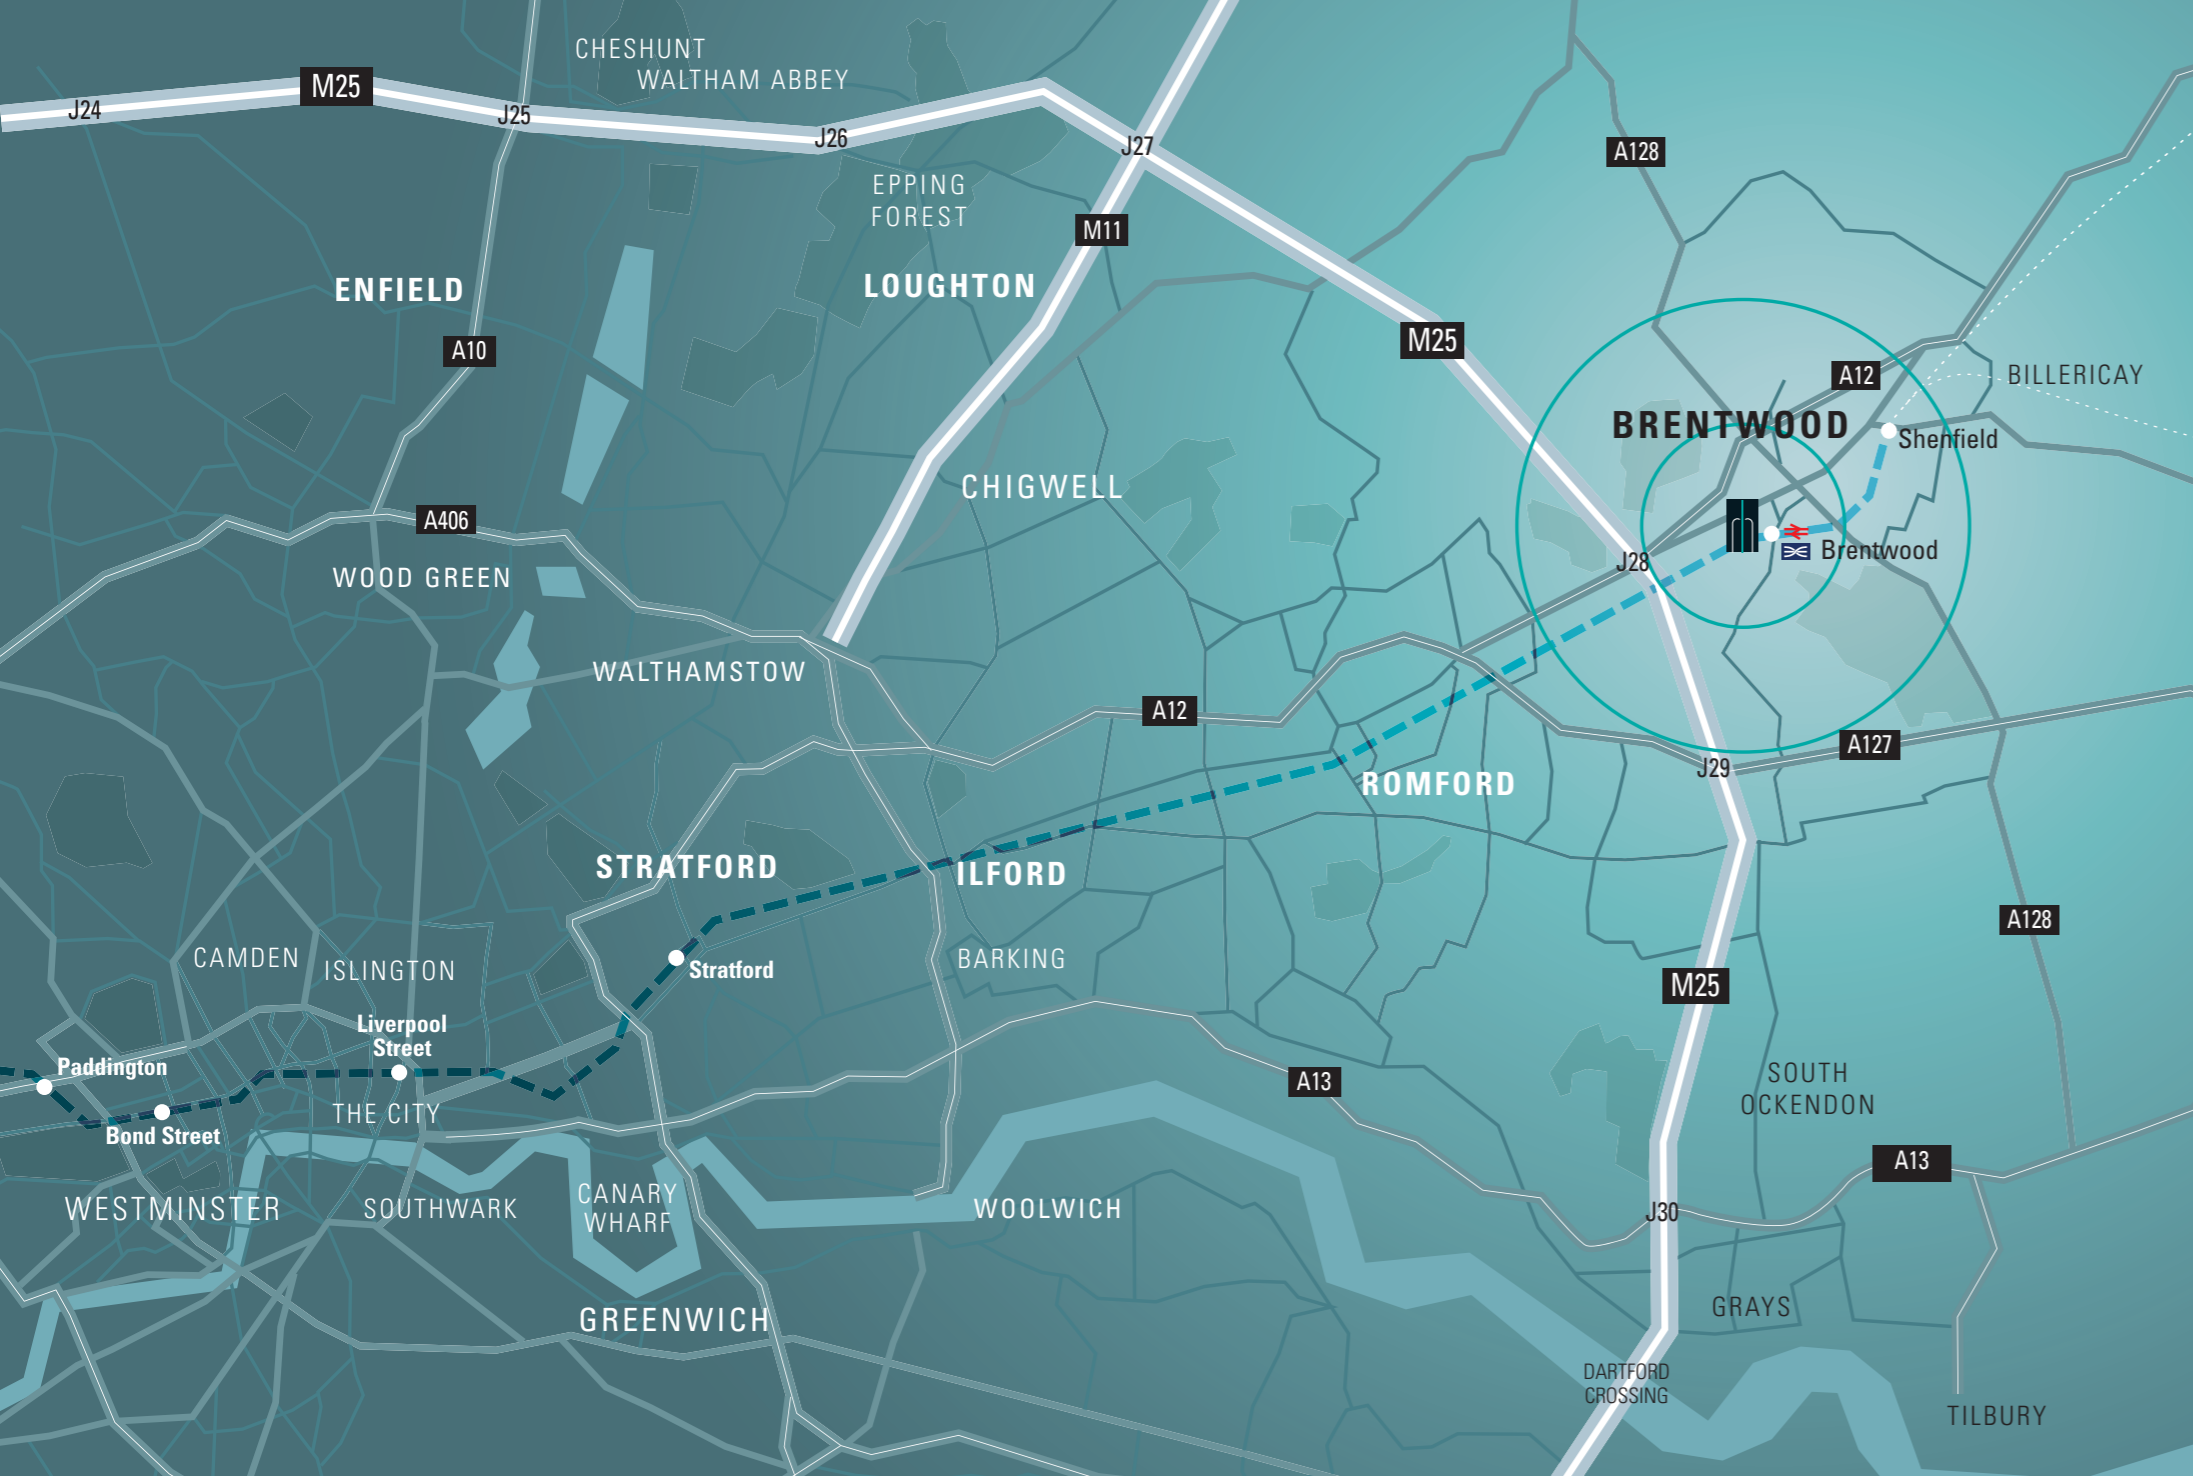 CHESHUNT
WALTHAM ABBEY
M25
J24
J25
J26
J27
A128
EPPING
FOREST
M11
ENFIELD
LOUGHTON
A10
M25
A12
BILLERICAY
BRENTWOOD
Shenfield
CHIGWELL
A406
Brentwood
J28
WOOD GREEN
WALTHAMSTOW
A12
A127
J29
ROMFORD
STRATFORD
ILFORD
A128
CAMDEN
ISLINGTON
BARKING
Stratford
M25
Liverpool
Street
Paddington
A13
SOUTH
OCKENDON
THE CITY
Bond Street
A13
WESTMINSTER
SOUTHWARK
CANARY
WHARF
WOOLWICH
J30
GRAYS
GREENWICH
DARTFORD
CROSSING
TILBURY